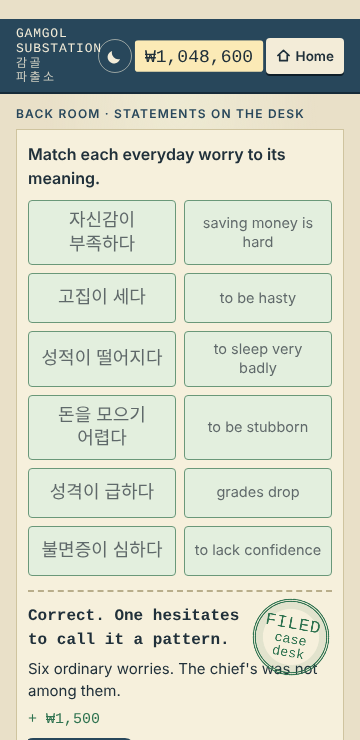 GAMGOL
SUBSTATION
감골
파출소
₩1,048,600
Home
BACK ROOM · STATEMENTS ON THE DESK
Match each everyday worry to its
meaning.
자신감이
부족하다
saving money is
hard
고집이 세다
to be hasty
성적이 떨어지다
to sleep very
badly
돈을 모으기
어렵다
to be stubborn
성격이 급하다
grades drop
불면증이 심하다
to lack confidence
Correct. One hesitates
to call it a pattern.
FILED
case
desk
Six ordinary worries. The chief's was not
among them.
+ ₩1,500